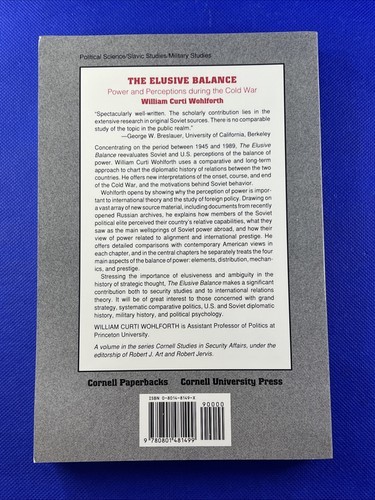 Political Science/Slavic Studies/Military Studies
THE ELUSIVE BALANCE
Power and Perceptions during the Cold War
William Curti Wohlforth
"Spectacularly well-written. The scholarly contribution lies in the
extensive research in original Soviet sources. There is no comparable
study of the topic in the public realm."
—George W. Breslauer, University of California, Berkeley
Concentrating on the period between 1945 and 1989, The Elusive
Balance reevaluates Soviet and U.S. perceptions of the balance of
power. William Curti Wohlforth uses a comparative and long-term
approach to chart the diplomatic history of relations between the two
countries. He offers new interpretations of the onset, course, and end
of the Cold War, and the motivations behind Soviet behavior.
Wohlforth opens by showing why the perception of power is important
to international theory and the study of foreign policy. Drawing on
a vast array of new source material, including documents from recently
opened Russian archives, he explains how members of the Soviet
political elite perceived their country's relative capabilities, what they
saw as the main wellsprings of Soviet power abroad, and how their
view of power related to alignment and international prestige. He
offers detailed comparisons with contemporary American views in
each chapter, and in the central chapters he separately treats the four
main aspects of the balance of power: elements, distribution, mechanics,
and prestige.
Stressing the importance of elusiveness and ambiguity in the
history of strategic thought, The Elusive Balance makes a significant
contribution both to security studies and to international relations
theory. It will be of great interest to those concerned with grand
strategy, systematic comparative politics, U.S. and Soviet diplomatic
history, military history, and political psychology.
WILLIAM CURTI WOHLFORTH is Assistant Professor of Politics at
Princeton University.
A volume in the series Cornell Studies in Security Affairs, under
the editorship of Robert J. Art and Robert Jervis.
Cornell Paperbacks Cornell University Press
ISBN 0-8014-8149-X
90000
9 780801 481499